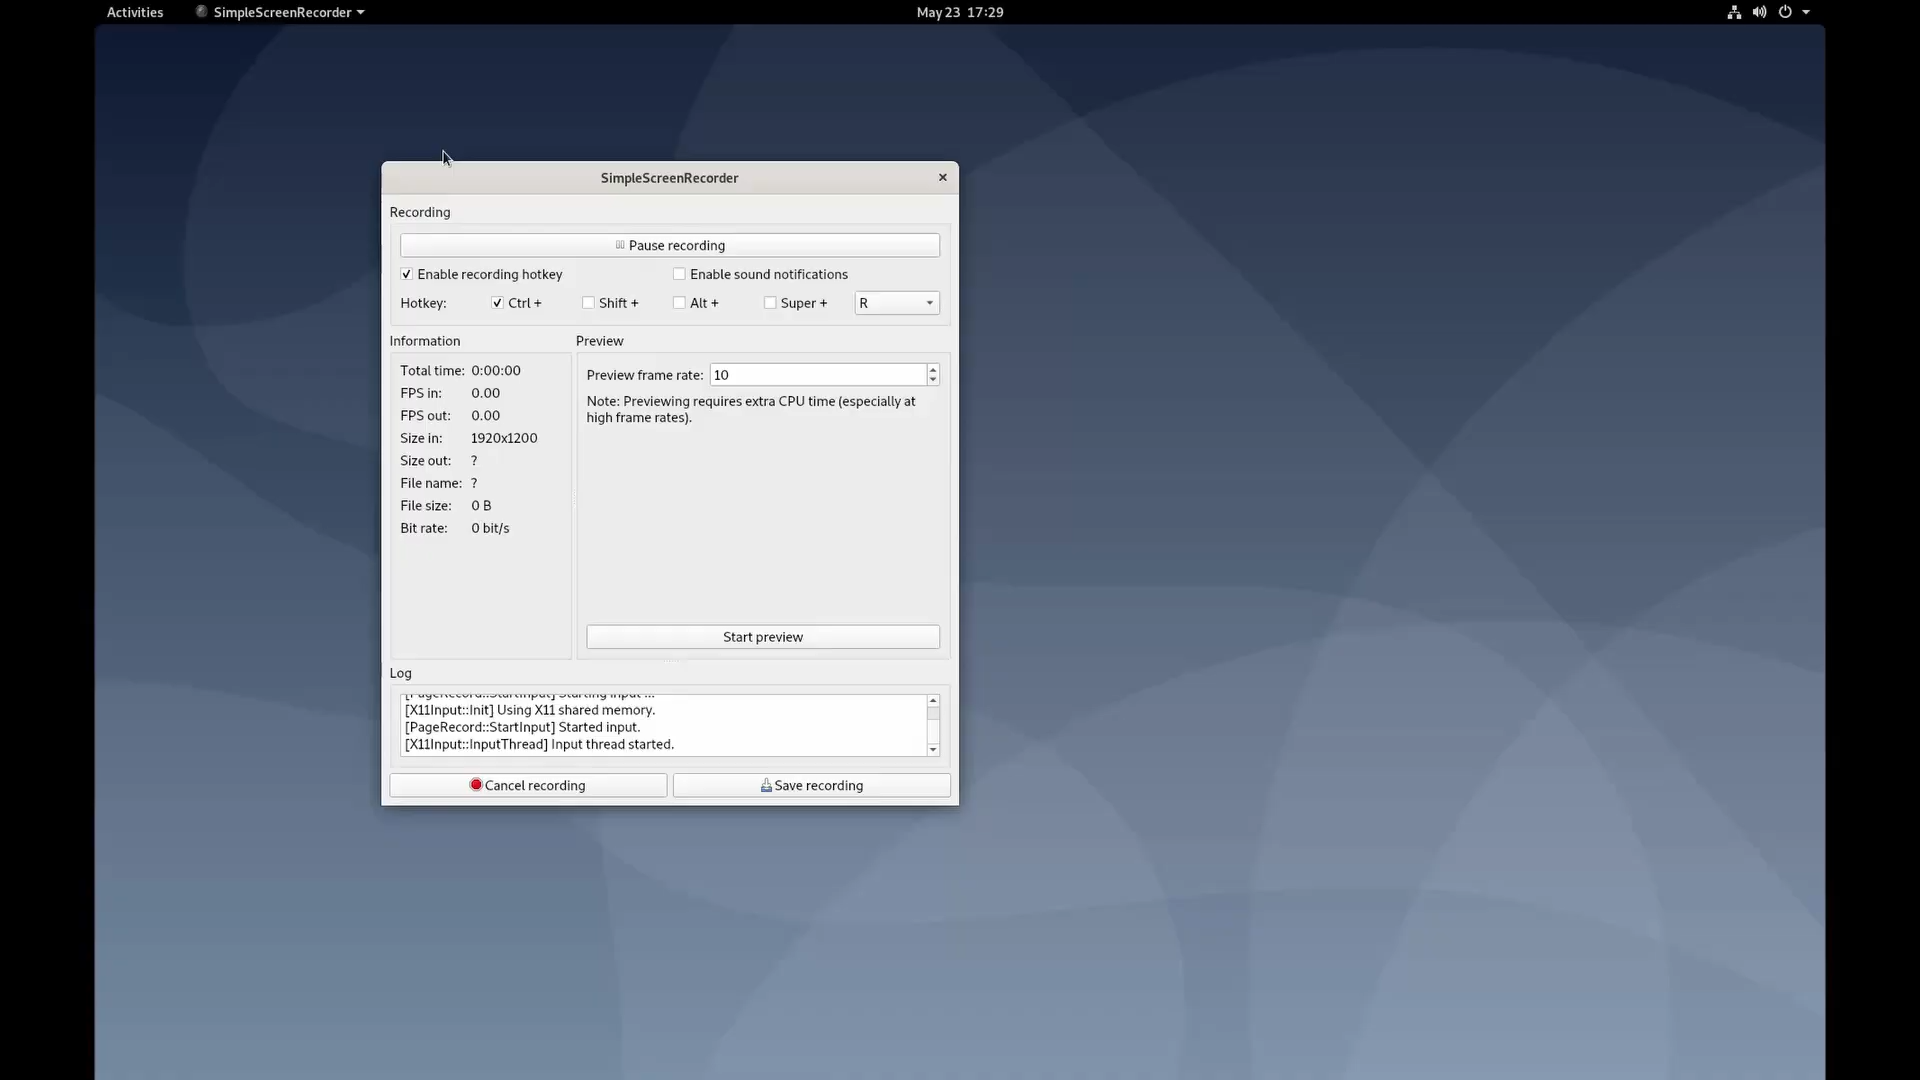 Activities
SimpleScreenRecorder
May 23 17:29
SimpleScreenRecorder
Recording
Pause recording
Enable recording hotkey
Enable sound notifications
Hotkey: Ctrl + Shift + Alt + Super + R
Information
Total time: 0:00:00
FPS in: 0.00
FPS out: 0.00
Size in: 1920x1200
Size out: ?
File name: ?
File size: 0 B
Bit rate: 0 bit/s
Preview
Preview frame rate: 10
Note: Previewing requires extra CPU time (especially at
high frame rates).
Start preview
Log
[PageRecord::StartInput] Starting input ...
[X11Input::Init] Using X11 shared memory.
[PageRecord::StartInput] Started input.
[X11Input::InputThread] Input thread started.
Cancel recording
Save recording